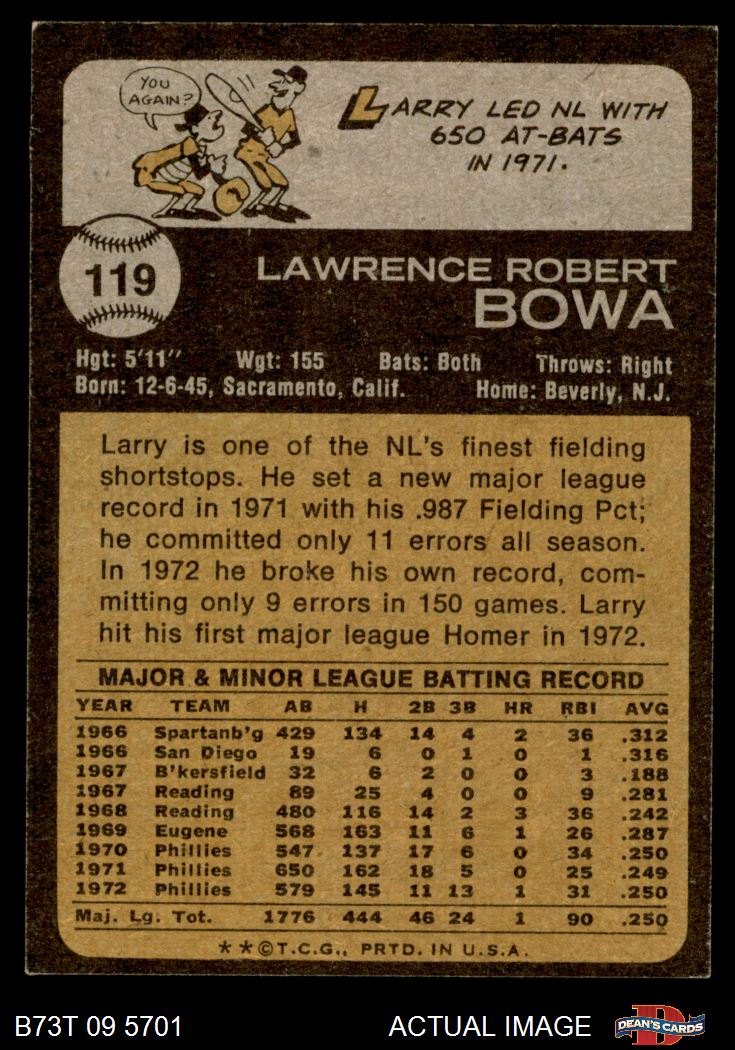 YOU
AGAIN?
LARRY LED NL WITH
650 AT-BATS
IN 1971.
119
LAWRENCE ROBERT
BOWA
Hgt: 5'11" Wgt: 155 Bats: Both Throws: Right
Born: 12-6-45, Sacramento, Calif. Home: Beverly, N.J.
Larry is one of the NL's finest fielding
shortstops. He set a new major league
record in 1971 with his .987 Fielding Pct;
he committed only 11 errors all season.
In 1972 he broke his own record, com-
mitting only 9 errors in 150 games. Larry
hit his first major league Homer in 1972.
MAJOR & MINOR LEAGUE BATTING RECORD
YEAR TEAM AB H 2B 3B HR RBI AVG
1966 Spartanb'g 429 134 14 4 2 36 .312
1966 San Diego 19 6 0 1 0 1 .316
1967 B'kersfield 32 6 2 0 0 3 .188
1967 Reading 89 25 4 0 0 9 .281
1968 Reading 480 116 14 2 3 36 .242
1969 Eugene 568 163 11 6 1 26 .287
1970 Phillies 547 137 17 6 0 34 .250
1971 Phillies 650 162 18 5 0 25 .249
1972 Phillies 579 145 11 13 1 31 .250
Maj. Lg. Tot. 1776 444 46 24 1 90 .250
**©T.C.G., PRTD. IN U.S.A.
B73T 09 5701 ACTUAL IMAGE D DEAN'S CARDS